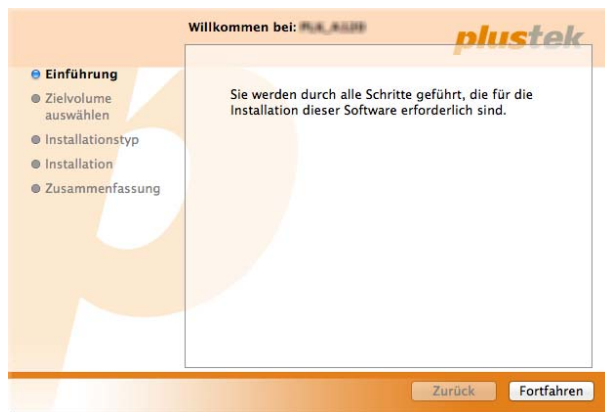 Willkommen bei:
plustek
Einführung
Zielvolume
auswählen
Installationstyp
Installation
Zusammenfassung
Sie werden durch alle Schritte geführt, die für die
Installation dieser Software erforderlich sind.
Zurück
Fortfahren